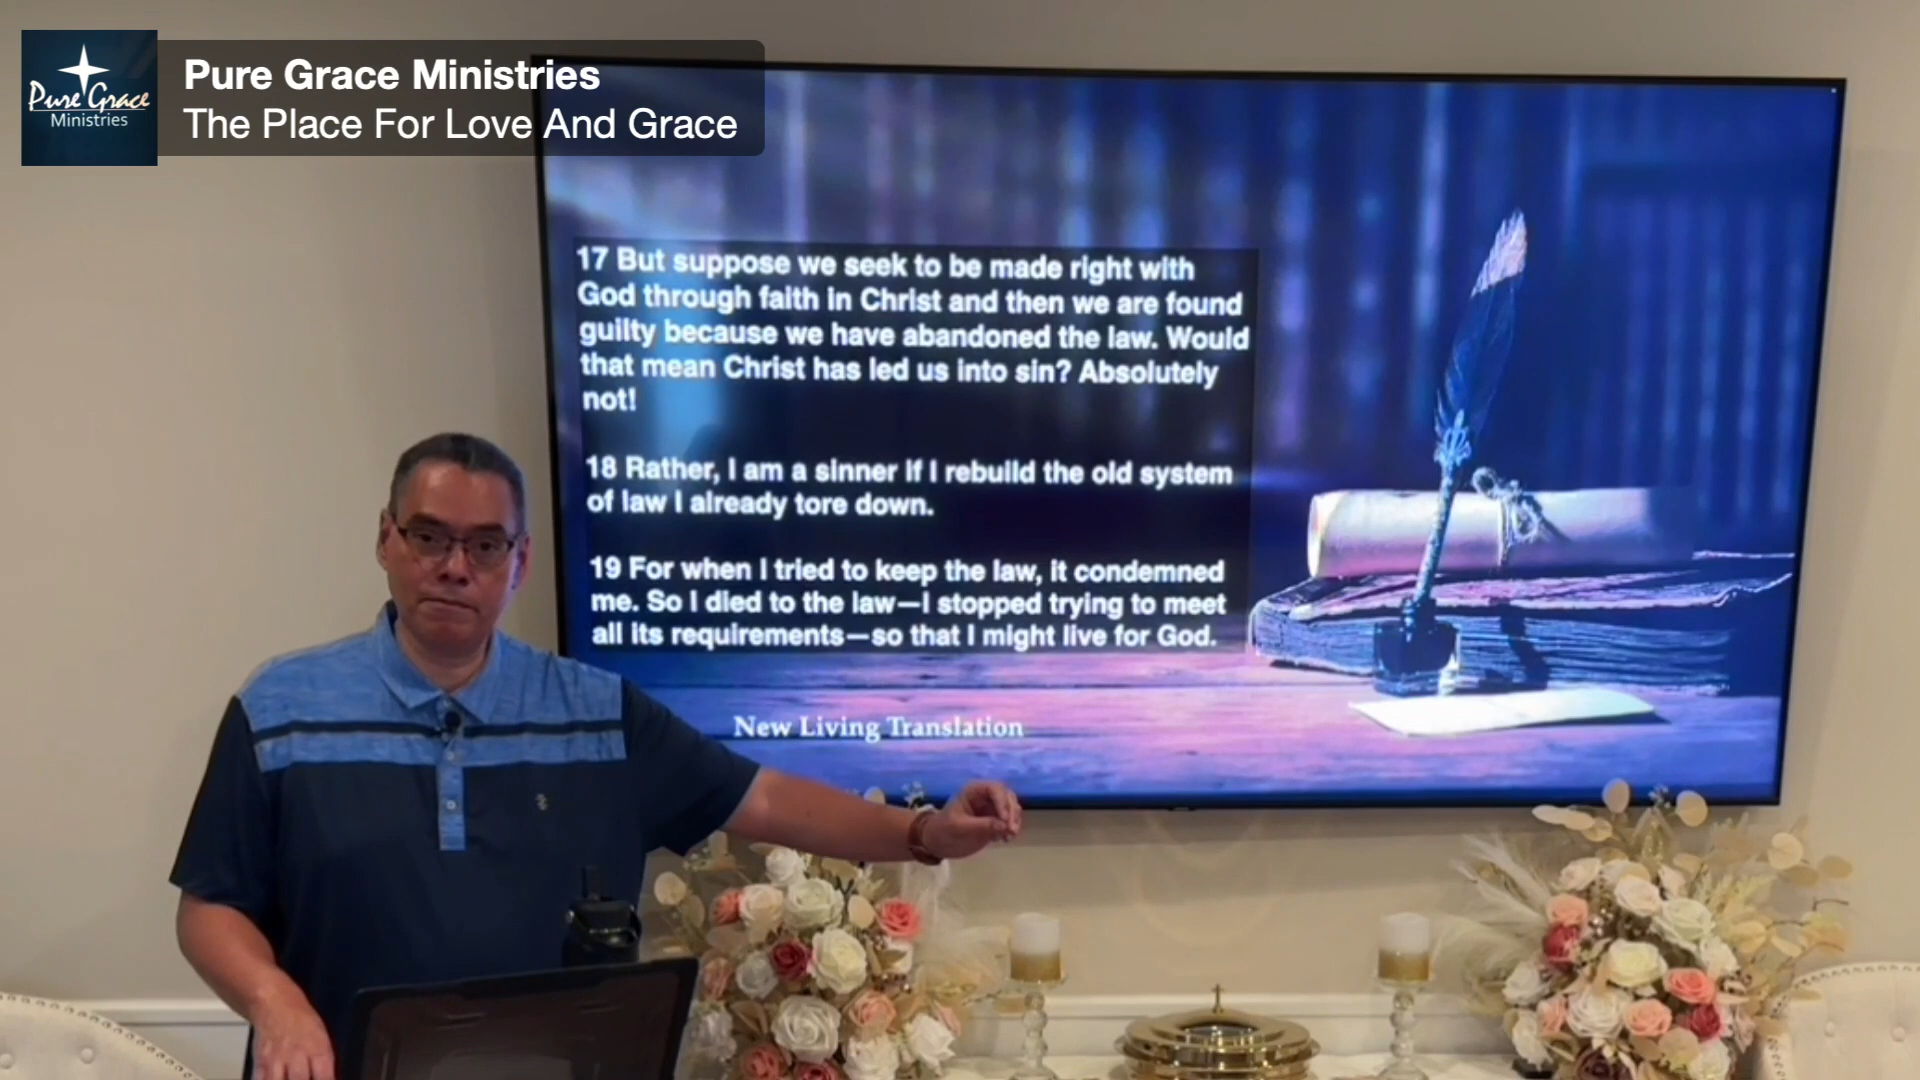 Pure Grace
Ministries
Pure Grace Ministries
The Place For Love And Grace
17 But suppose we seek to be made right with
God through faith in Christ and then we are found
guilty because we have abandoned the law. Would
that mean Christ has led us into sin? Absolutely
not!
18 Rather, I am a sinner if I rebuild the old system
of law I already tore down.
19 For when I tried to keep the law, it condemned
me. So I died to the law—I stopped trying to meet
all its requirements—so that I might live for God.
New Living Translation